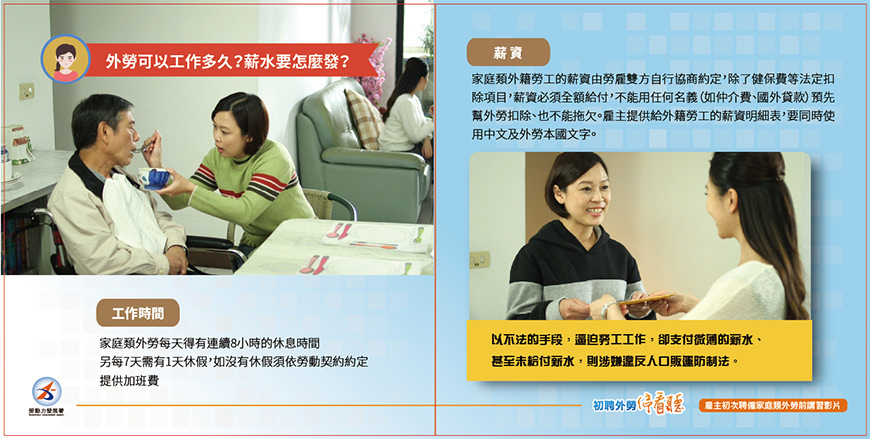 外勞可以工作多久？薪水要怎麼發？
工作時間
家庭類外勞每天得有連續8小時的休息時間
另每7天需有1天休假，如沒有休假須依勞動契約約定
提供加班費
勞動力發展署
薪資
家庭類外籍勞工的薪資由勞雇雙方自行協商約定，除了健保費等法定扣
除項目，薪資必須全額給付，不能用任何名義（如仲介費、國外貸款）預先
幫外勞扣除、也不能拖欠。雇主提供給外籍勞工的薪資明細表，要同時使
用中文及外勞本國文字。
以不法的手段，逼迫勞工工作，卻支付微薄的薪水、
甚至未給付薪水，則涉嫌違反人口販運防制法。
初聘外勞停看聽
雇主初次聘僱家庭類外勞前講習影片